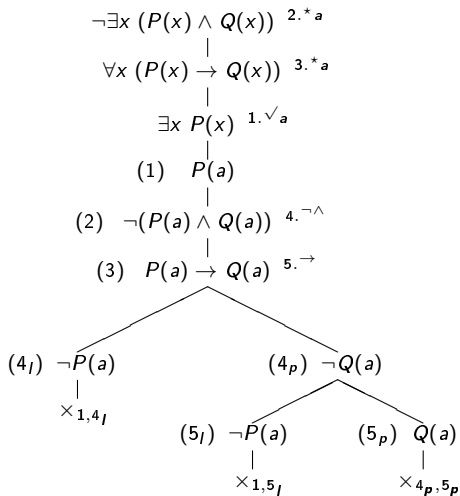 ¬∃x (P(x) ∧ Q(x)) 2.⋆a
∀x (P(x) → Q(x)) 3.⋆a
∃x P(x) 1.✓a
(1) P(a)
(2) ¬(P(a) ∧ Q(a)) 4.¬∧
(3) P(a) → Q(a) 5.→
(4l) ¬P(a) (4p) ¬Q(a)
×1,4l
(5l) ¬P(a) (5p) Q(a)
×1,5l ×4p,5p